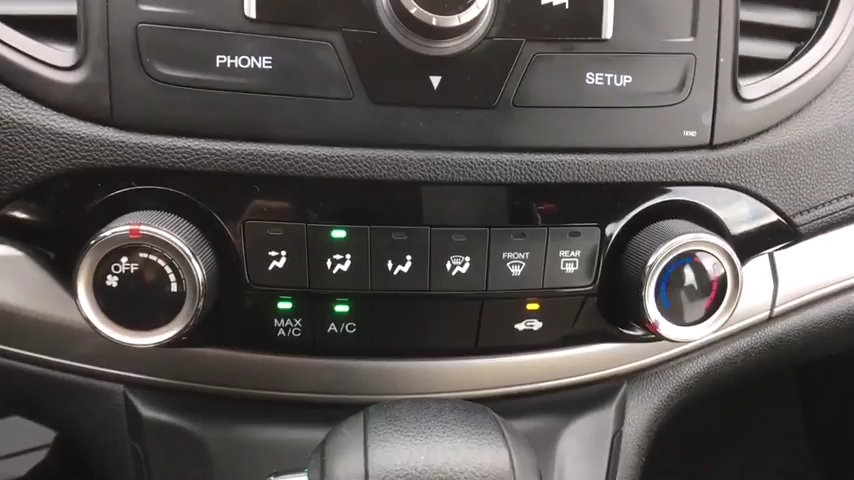 PHONE
SETUP
OFF
FRONT
REAR
MAX
A/C
A/C